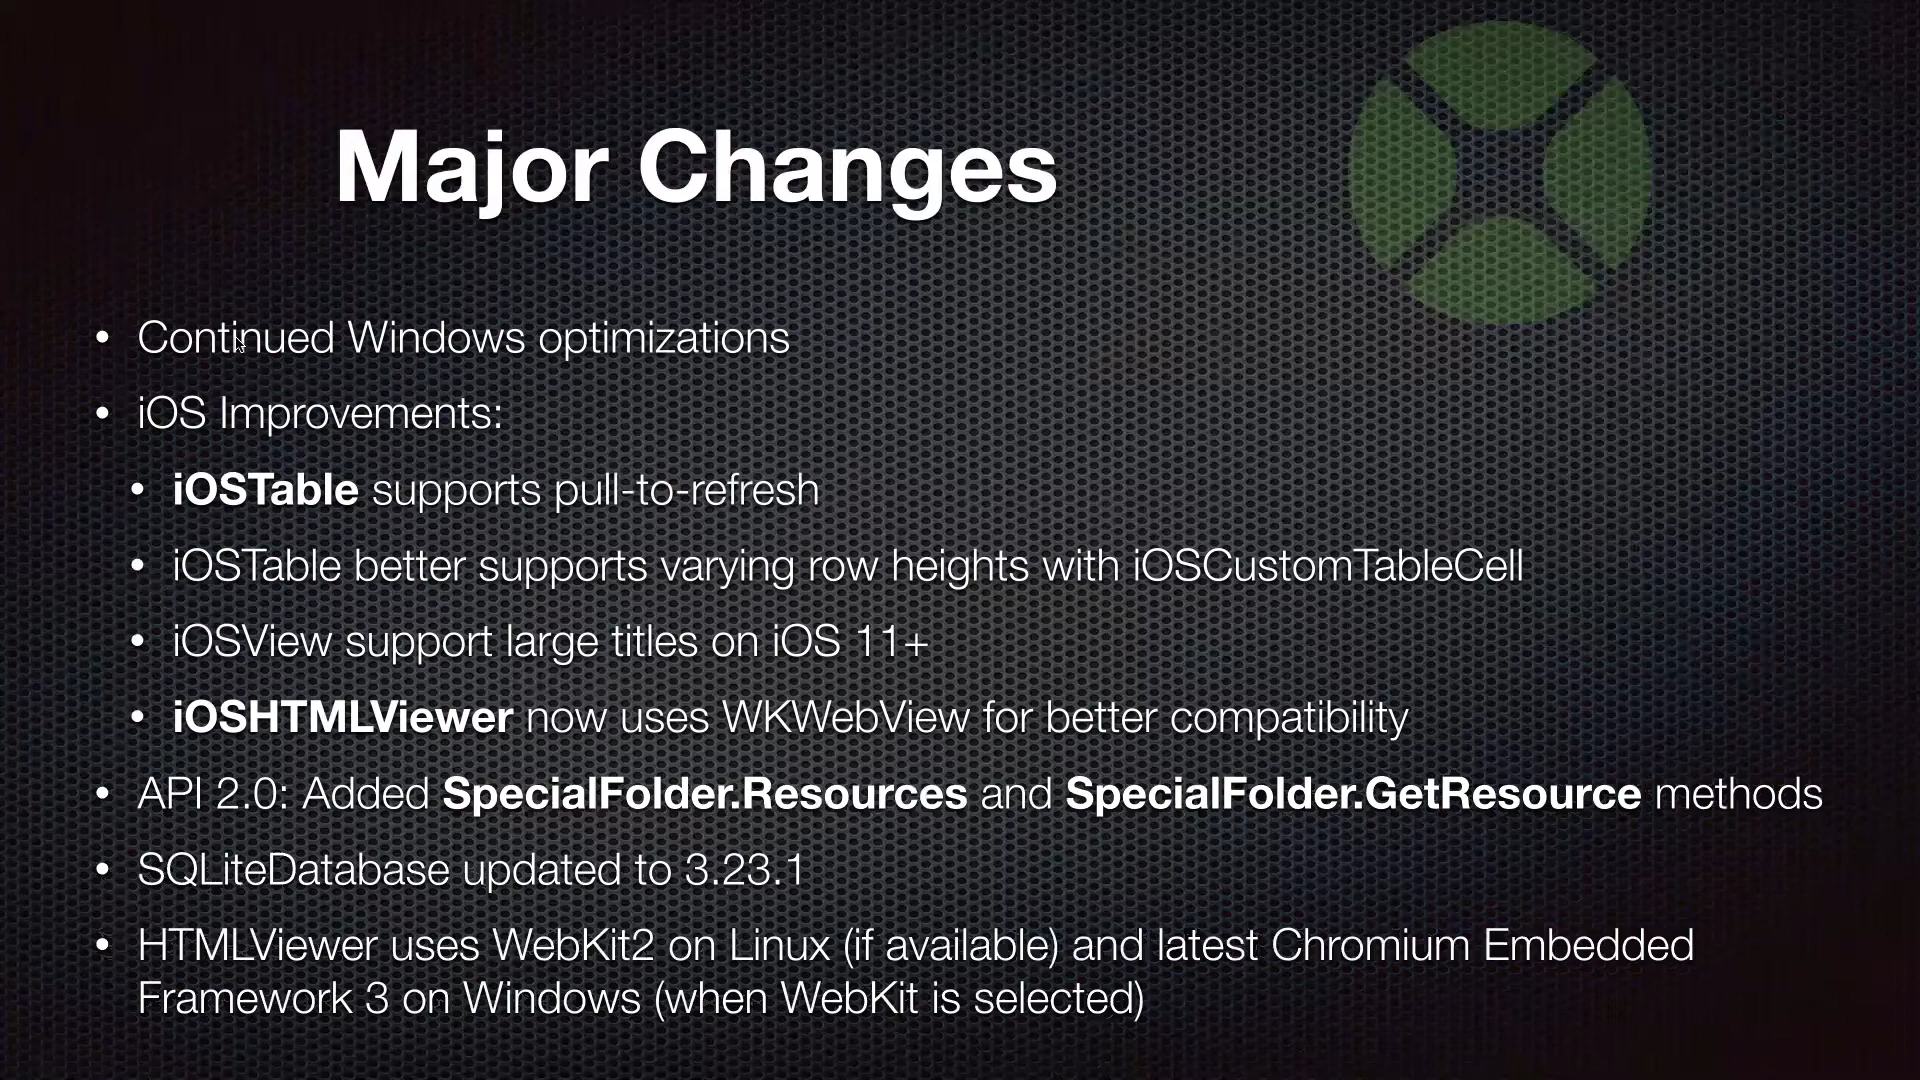 Major Changes
• Continued Windows optimizations
• iOS Improvements:
• iOSTable supports pull-to-refresh
• iOSTable better supports varying row heights with iOSCustomTableCell
• iOSView support large titles on iOS 11+
• iOSHTMLViewer now uses WKWebView for better compatibility
• API 2.0: Added SpecialFolder.Resources and SpecialFolder.GetResource methods
• SQLiteDatabase updated to 3.23.1
• HTMLViewer uses WebKit2 on Linux (if available) and latest Chromium Embedded
Framework 3 on Windows (when WebKit is selected)